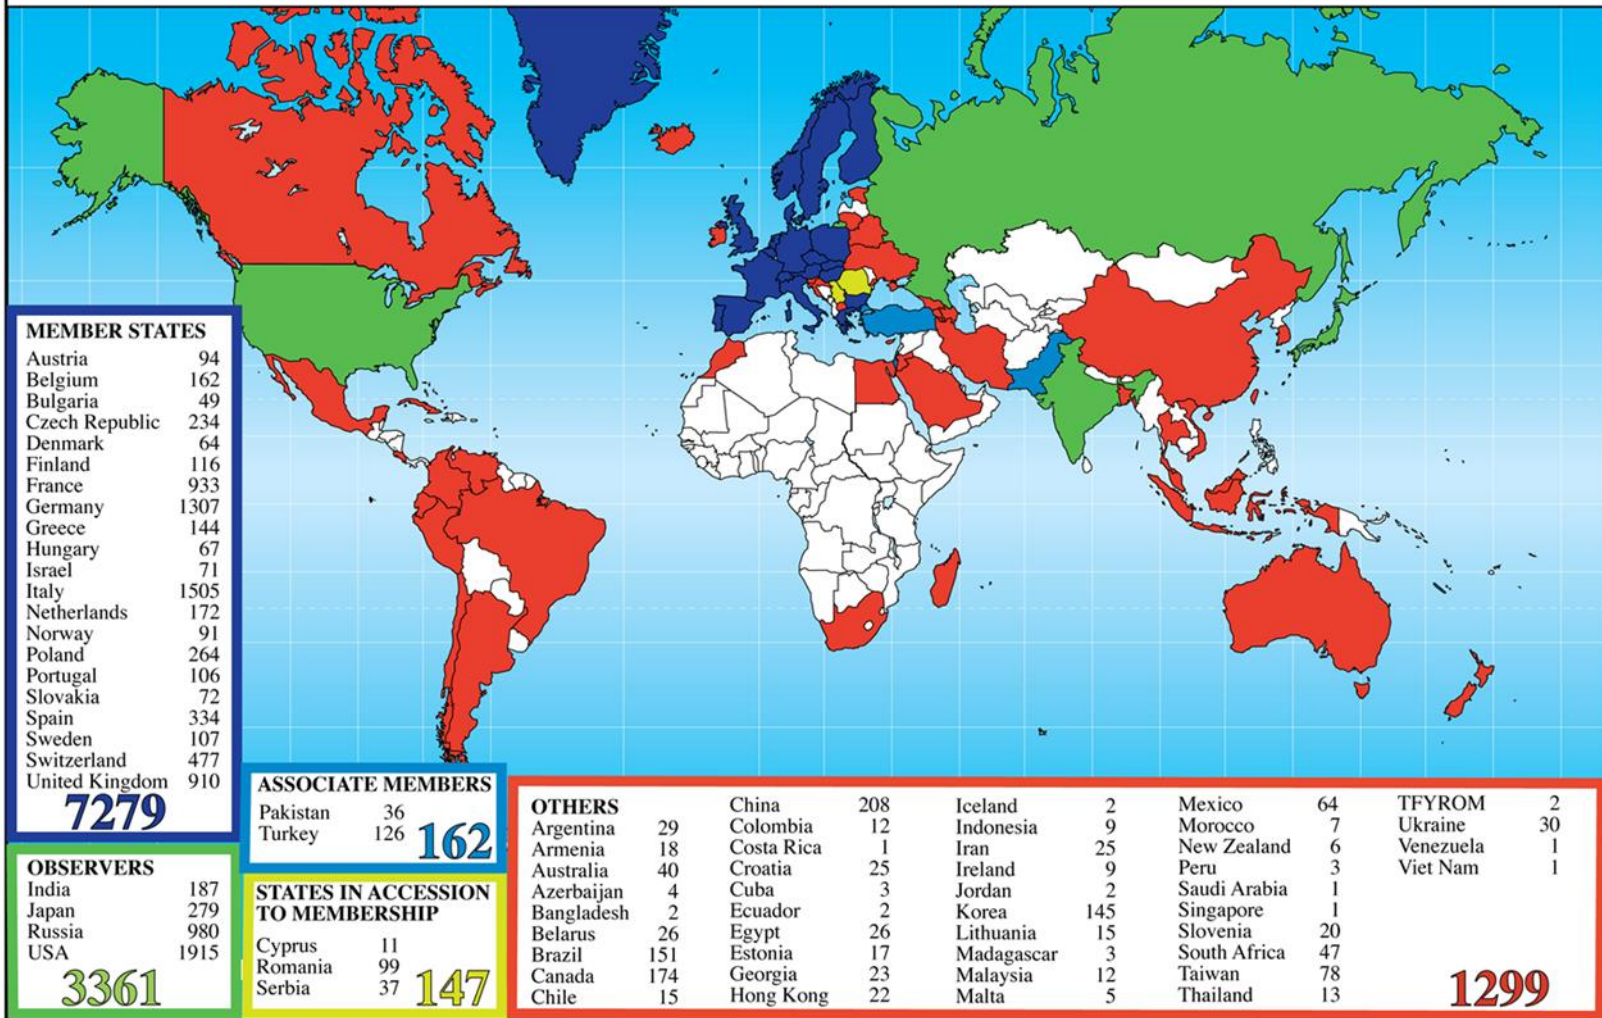 MEMBER STATES
Austria 94
Belgium 162
Bulgaria 49
Czech Republic 234
Denmark 64
Finland 116
France 933
Germany 1307
Greece 144
Hungary 67
Israel 71
Italy 1505
Netherlands 172
Norway 91
Poland 264
Portugal 106
Slovakia 72
Spain 334
Sweden 107
Switzerland 477
United Kingdom 910
7279
OBSERVERS
India 187
Japan 279
Russia 980
USA 1915
3361
ASSOCIATE MEMBERS
Pakistan 36
Turkey 126
162
STATES IN ACCESSION
TO MEMBERSHIP
Cyprus 11
Romania 99
Serbia 37
147
OTHERS
Argentina 29
Armenia 18
Australia 40
Azerbaijan 4
Bangladesh 2
Belarus 26
Brazil 151
Canada 174
Chile 15
China 208
Colombia 12
Costa Rica 1
Croatia 25
Cuba 3
Ecuador 2
Egypt 26
Estonia 17
Georgia 23
Hong Kong 22
Iceland 2
Indonesia 9
Iran 25
Ireland 9
Jordan 2
Korea 145
Lithuania 15
Madagascar 3
Malaysia 12
Malta 5
Mexico 64
Morocco 7
New Zealand 6
Peru 3
Saudi Arabia 1
Singapore 1
Slovenia 20
South Africa 47
Taiwan 78
Thailand 13
TFYROM 2
Ukraine 30
Venezuela 1
Viet Nam 1
1299